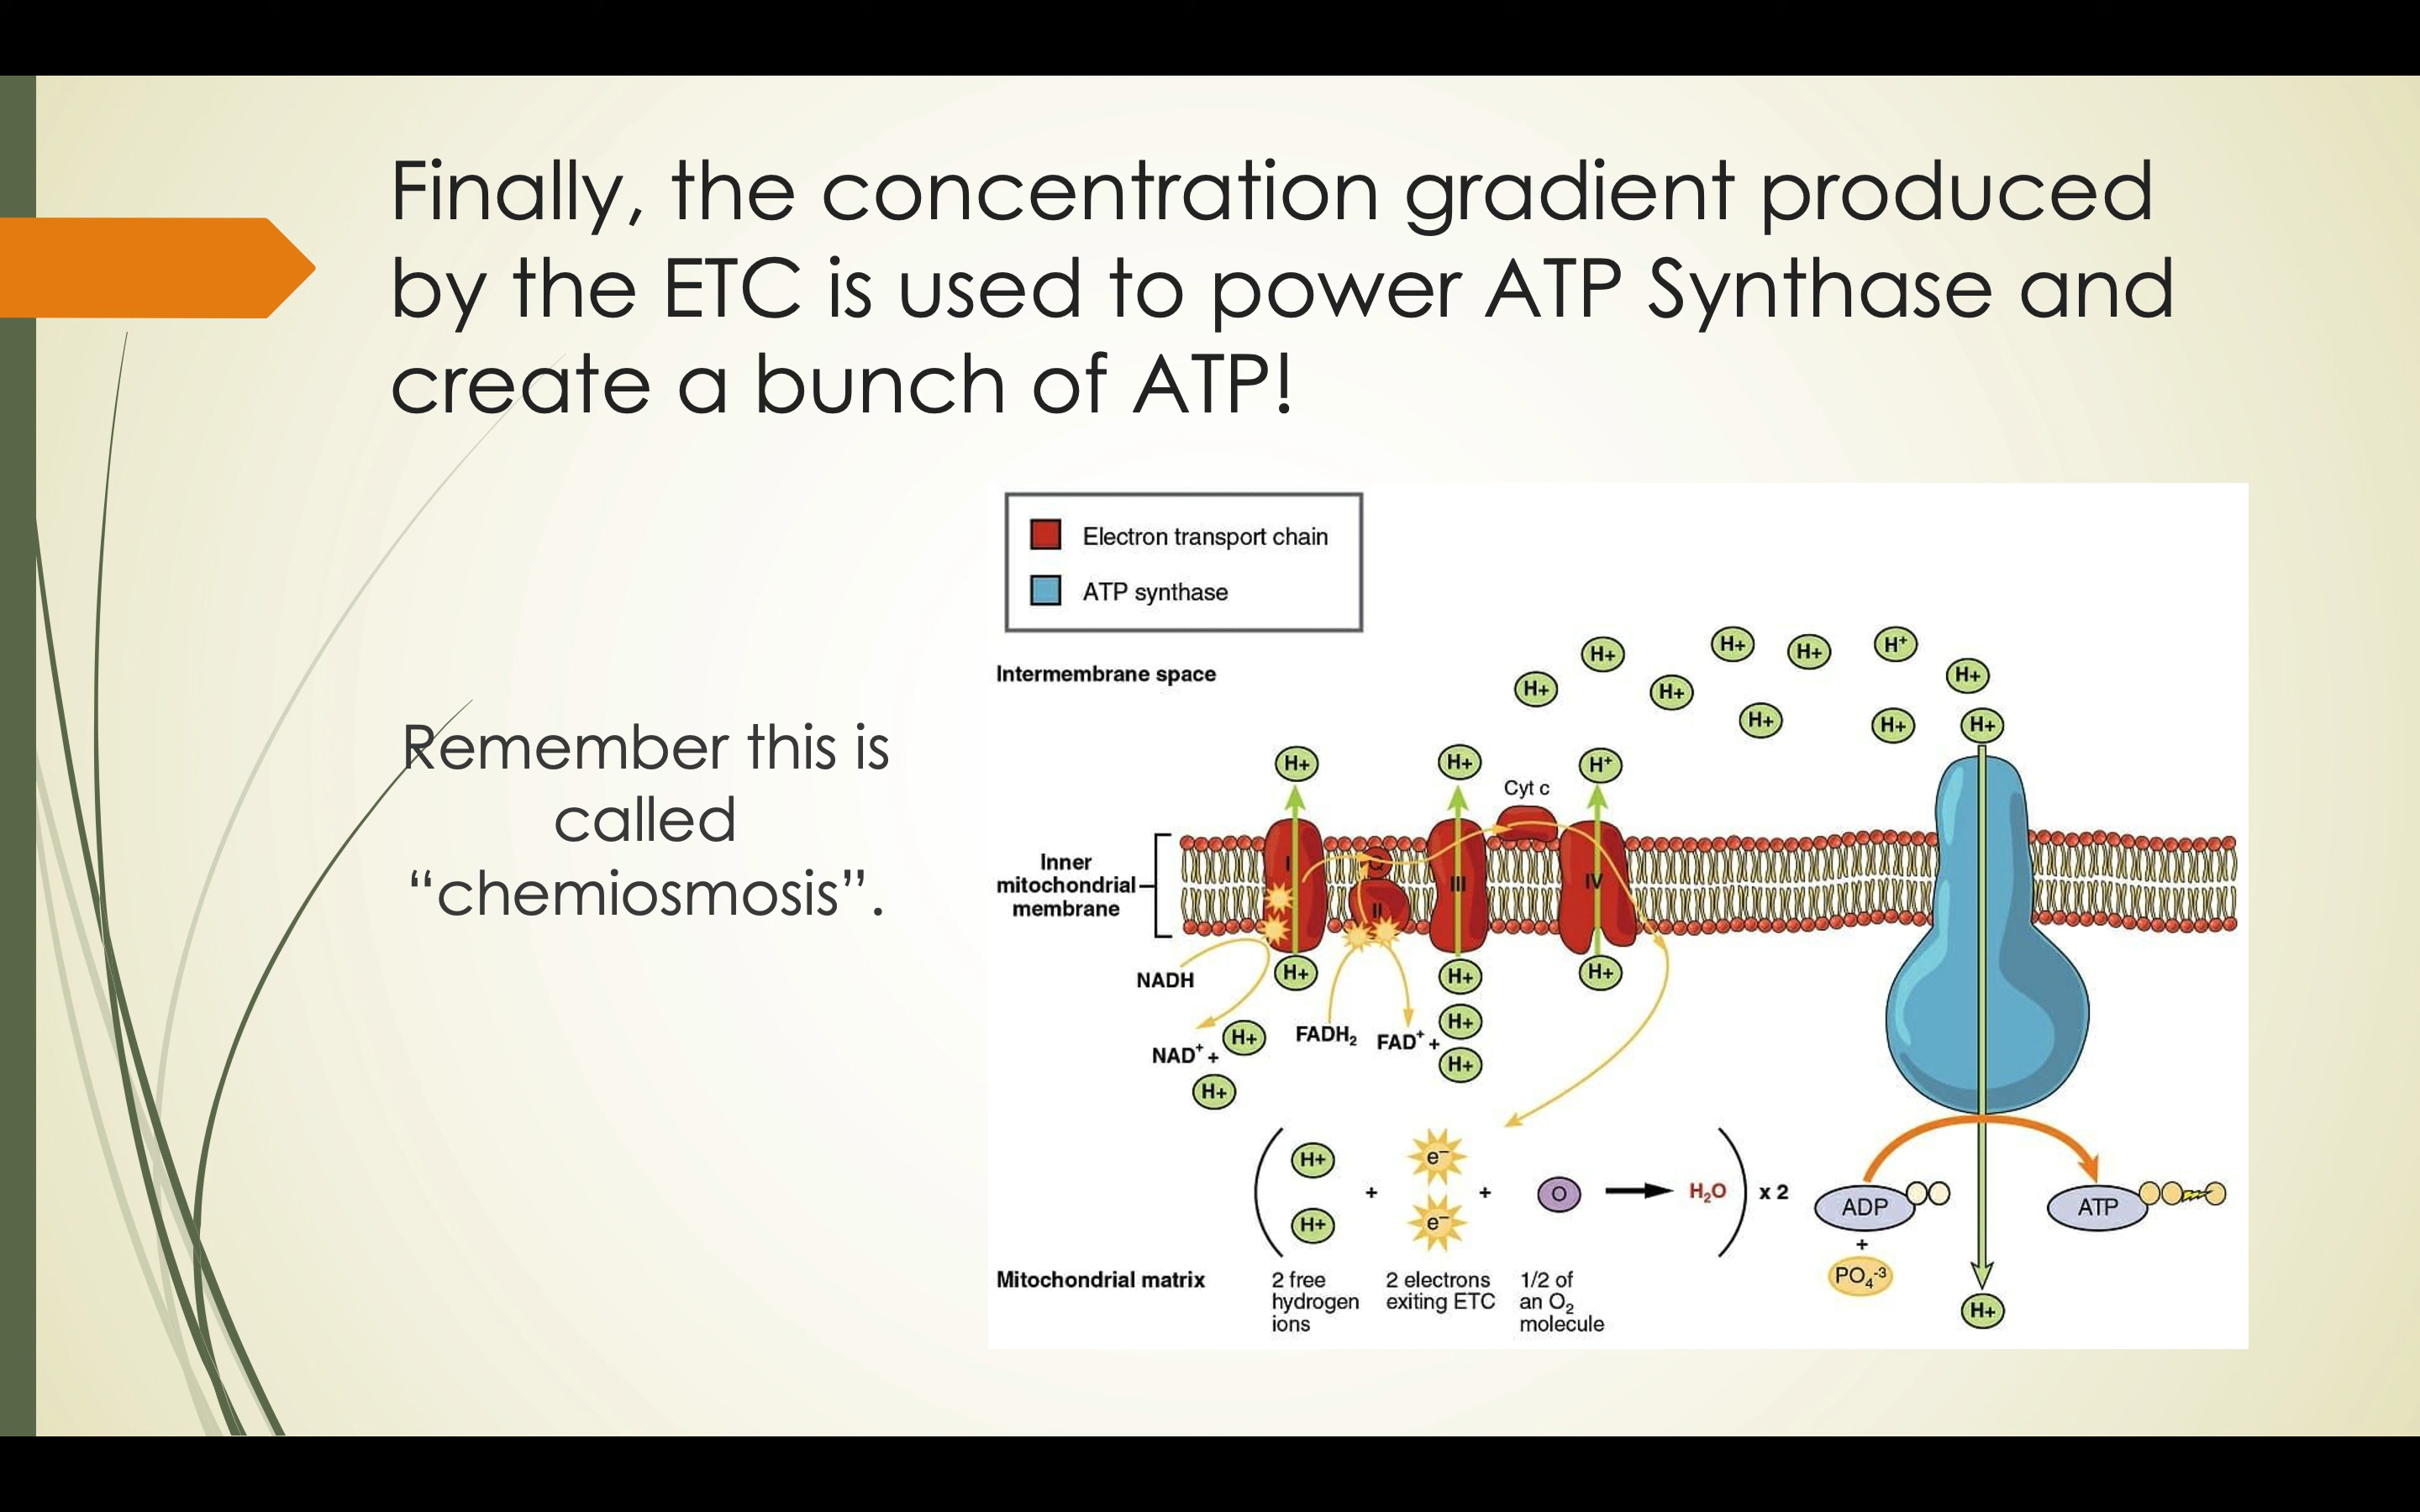 Finally, the concentration gradient produced
by the ETC is used to power ATP Synthase and
create a bunch of ATP!
Remember this is
called
“chemiosmosis”.
Electron transport chain
ATP synthase
Intermembrane space
H+ H+ H+ H+ H⁺ H+
H+ H+ H+ H+ H+
H+ H+ H⁺
Cyt c
Inner
mitochondrial
membrane
I Q II III IV
NADH
H+ H+ H+
NAD⁺ + H+
H+
FADH₂
FAD⁺ + H+
H+
H+ e⁻
+ + O H₂O x 2
H+ e⁻
ADP ATP
+
PO₄⁻³
Mitochondrial matrix
2 free
hydrogen
ions
2 electrons
exiting ETC
1/2 of
an O₂
molecule
H+